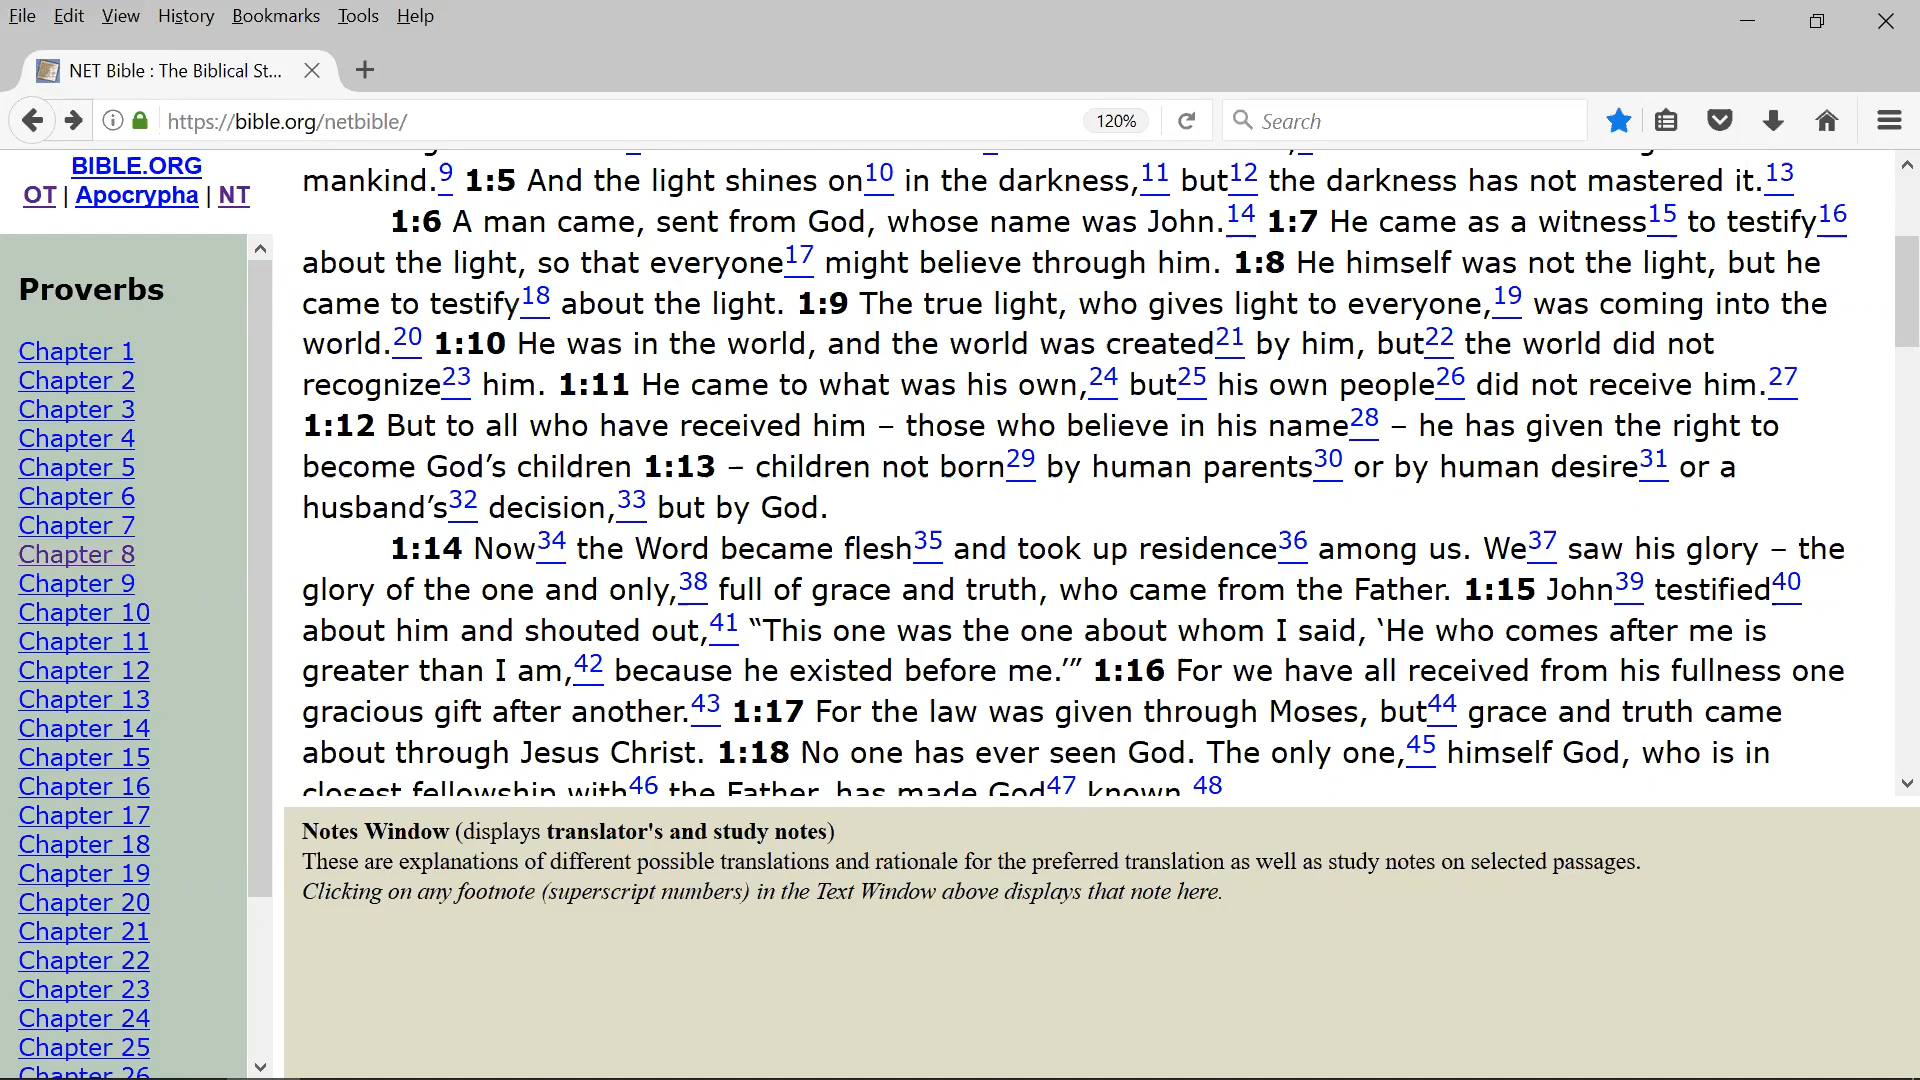 File Edit View History Bookmarks Tools Help
NET Bible : The Biblical St...
https://bible.org/netbible/ 120% Search
BIBLE.ORG
OT | Apocrypha | NT
Proverbs
Chapter 1
Chapter 2
Chapter 3
Chapter 4
Chapter 5
Chapter 6
Chapter 7
Chapter 8
Chapter 9
Chapter 10
Chapter 11
Chapter 12
Chapter 13
Chapter 14
Chapter 15
Chapter 16
Chapter 17
Chapter 18
Chapter 19
Chapter 20
Chapter 21
Chapter 22
Chapter 23
Chapter 24
Chapter 25
Chapter 26
mankind.9 1:5 And the light shines on10 in the darkness,11 but12 the darkness has not mastered it.13
1:6 A man came, sent from God, whose name was John.14 1:7 He came as a witness15 to testify16
about the light, so that everyone17 might believe through him. 1:8 He himself was not the light, but he
came to testify18 about the light. 1:9 The true light, who gives light to everyone,19 was coming into the
world.20 1:10 He was in the world, and the world was created21 by him, but22 the world did not
recognize23 him. 1:11 He came to what was his own,24 but25 his own people26 did not receive him.27
1:12 But to all who have received him – those who believe in his name28 – he has given the right to
become God’s children 1:13 – children not born29 by human parents30 or by human desire31 or a
husband’s32 decision,33 but by God.
1:14 Now34 the Word became flesh35 and took up residence36 among us. We37 saw his glory – the
glory of the one and only,38 full of grace and truth, who came from the Father. 1:15 John39 testified40
about him and shouted out,41 “This one was the one about whom I said, ‘He who comes after me is
greater than I am,42 because he existed before me.’” 1:16 For we have all received from his fullness one
gracious gift after another.43 1:17 For the law was given through Moses, but44 grace and truth came
about through Jesus Christ. 1:18 No one has ever seen God. The only one,45 himself God, who is in
closest fellowship with46 the Father, has made God47 known.48
Notes Window (displays translator's and study notes)
These are explanations of different possible translations and rationale for the preferred translation as well as study notes on selected passages.
Clicking on any footnote (superscript numbers) in the Text Window above displays that note here.